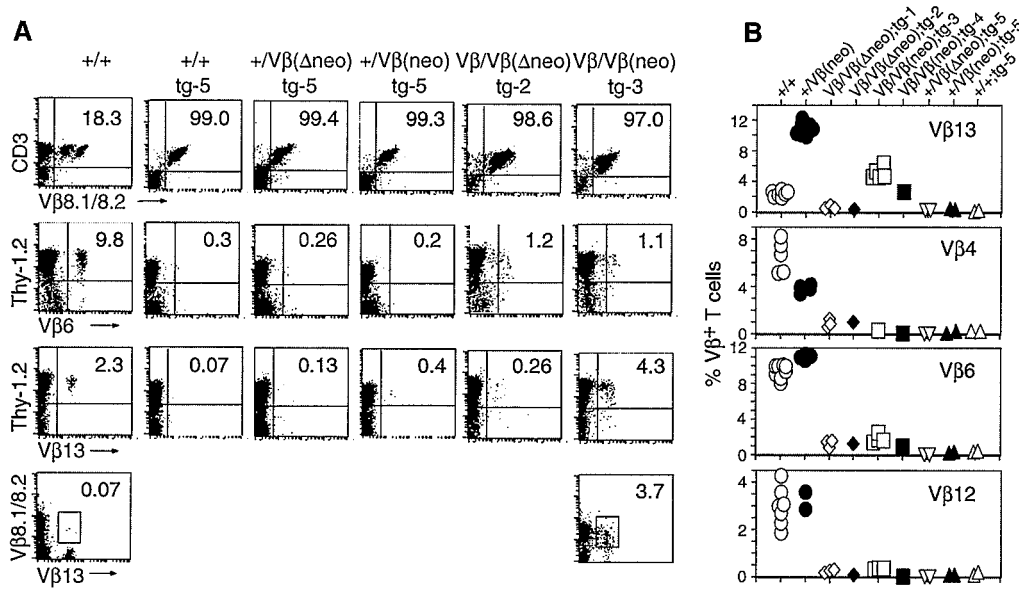 A
+/+ +/+ +/Vβ(Δneo) +/Vβ(neo) Vβ/Vβ(Δneo) Vβ/Vβ(neo)
tg-5 tg-5 tg-5 tg-2 tg-3
CD3
18.3 99.0 99.4 99.3 98.6 97.0
Vβ8.1/8.2 →
Thy-1.2
9.8 0.3 0.26 0.2 1.2 1.1
Vβ6 →
Thy-1.2
2.3 0.07 0.13 0.4 0.26 4.3
Vβ13 →
Vβ8.1/8.2
0.07 3.7
Vβ13 →
B
+/+
+/Vβ(neo)
Vβ/Vβ(Δneo);tg-1
Vβ/Vβ(Δneo);tg-2
Vβ/Vβ(neo);tg-3
Vβ/Vβ(neo);tg-4
+/Vβ(Δneo);tg-5
+/Vβ(neo);tg-5
+/+;tg-5
% Vβ+ T cells
12
8
4
0
Vβ13
8
4
0
Vβ4
12
8
4
0
Vβ6
4
2
0
Vβ12